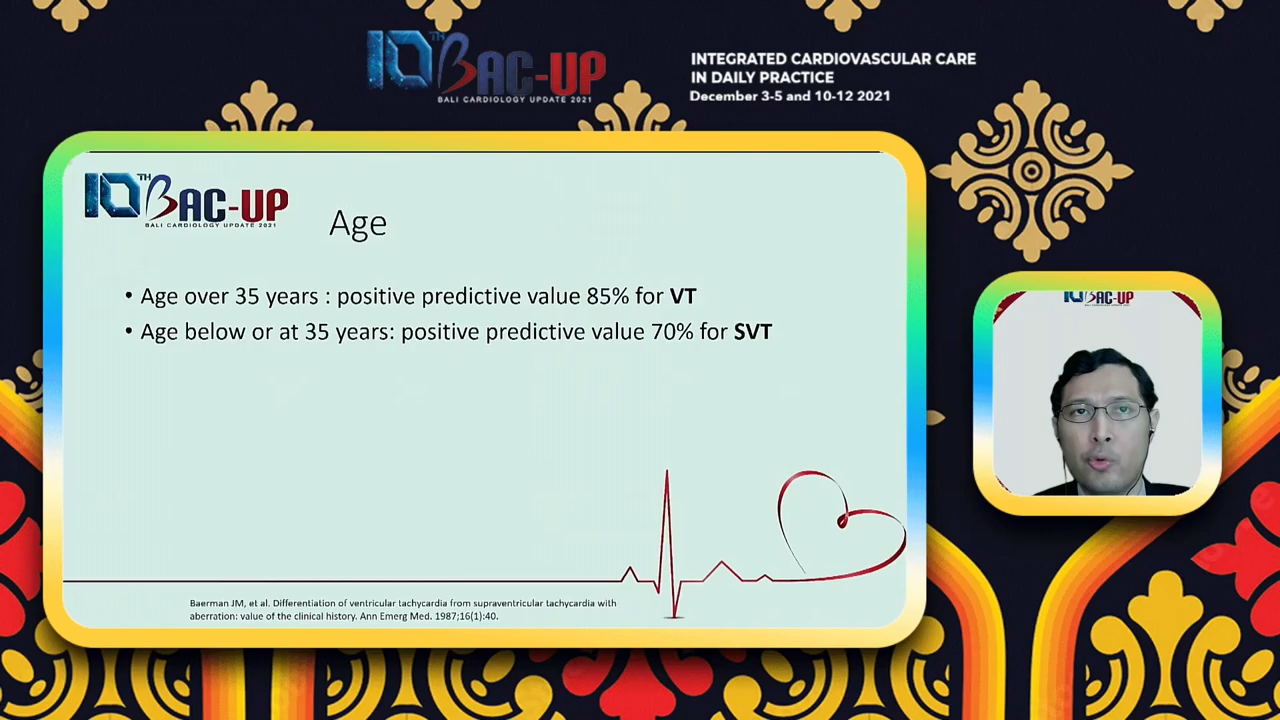 10TH BAC-UP
BALI CARDIOLOGY UPDATE 2021
INTEGRATED CARDIOVASCULAR CARE
IN DAILY PRACTICE
December 3-5 and 10-12 2021
10TH BAC-UP
BALI CARDIOLOGY UPDATE 2021
Age
• Age over 35 years : positive predictive value 85% for VT
• Age below or at 35 years: positive predictive value 70% for SVT
Baerman JM, et al. Differentiation of ventricular tachycardia from supraventricular tachycardia with
aberration: value of the clinical history. Ann Emerg Med. 1987;16(1):40.
10 BAC-UP